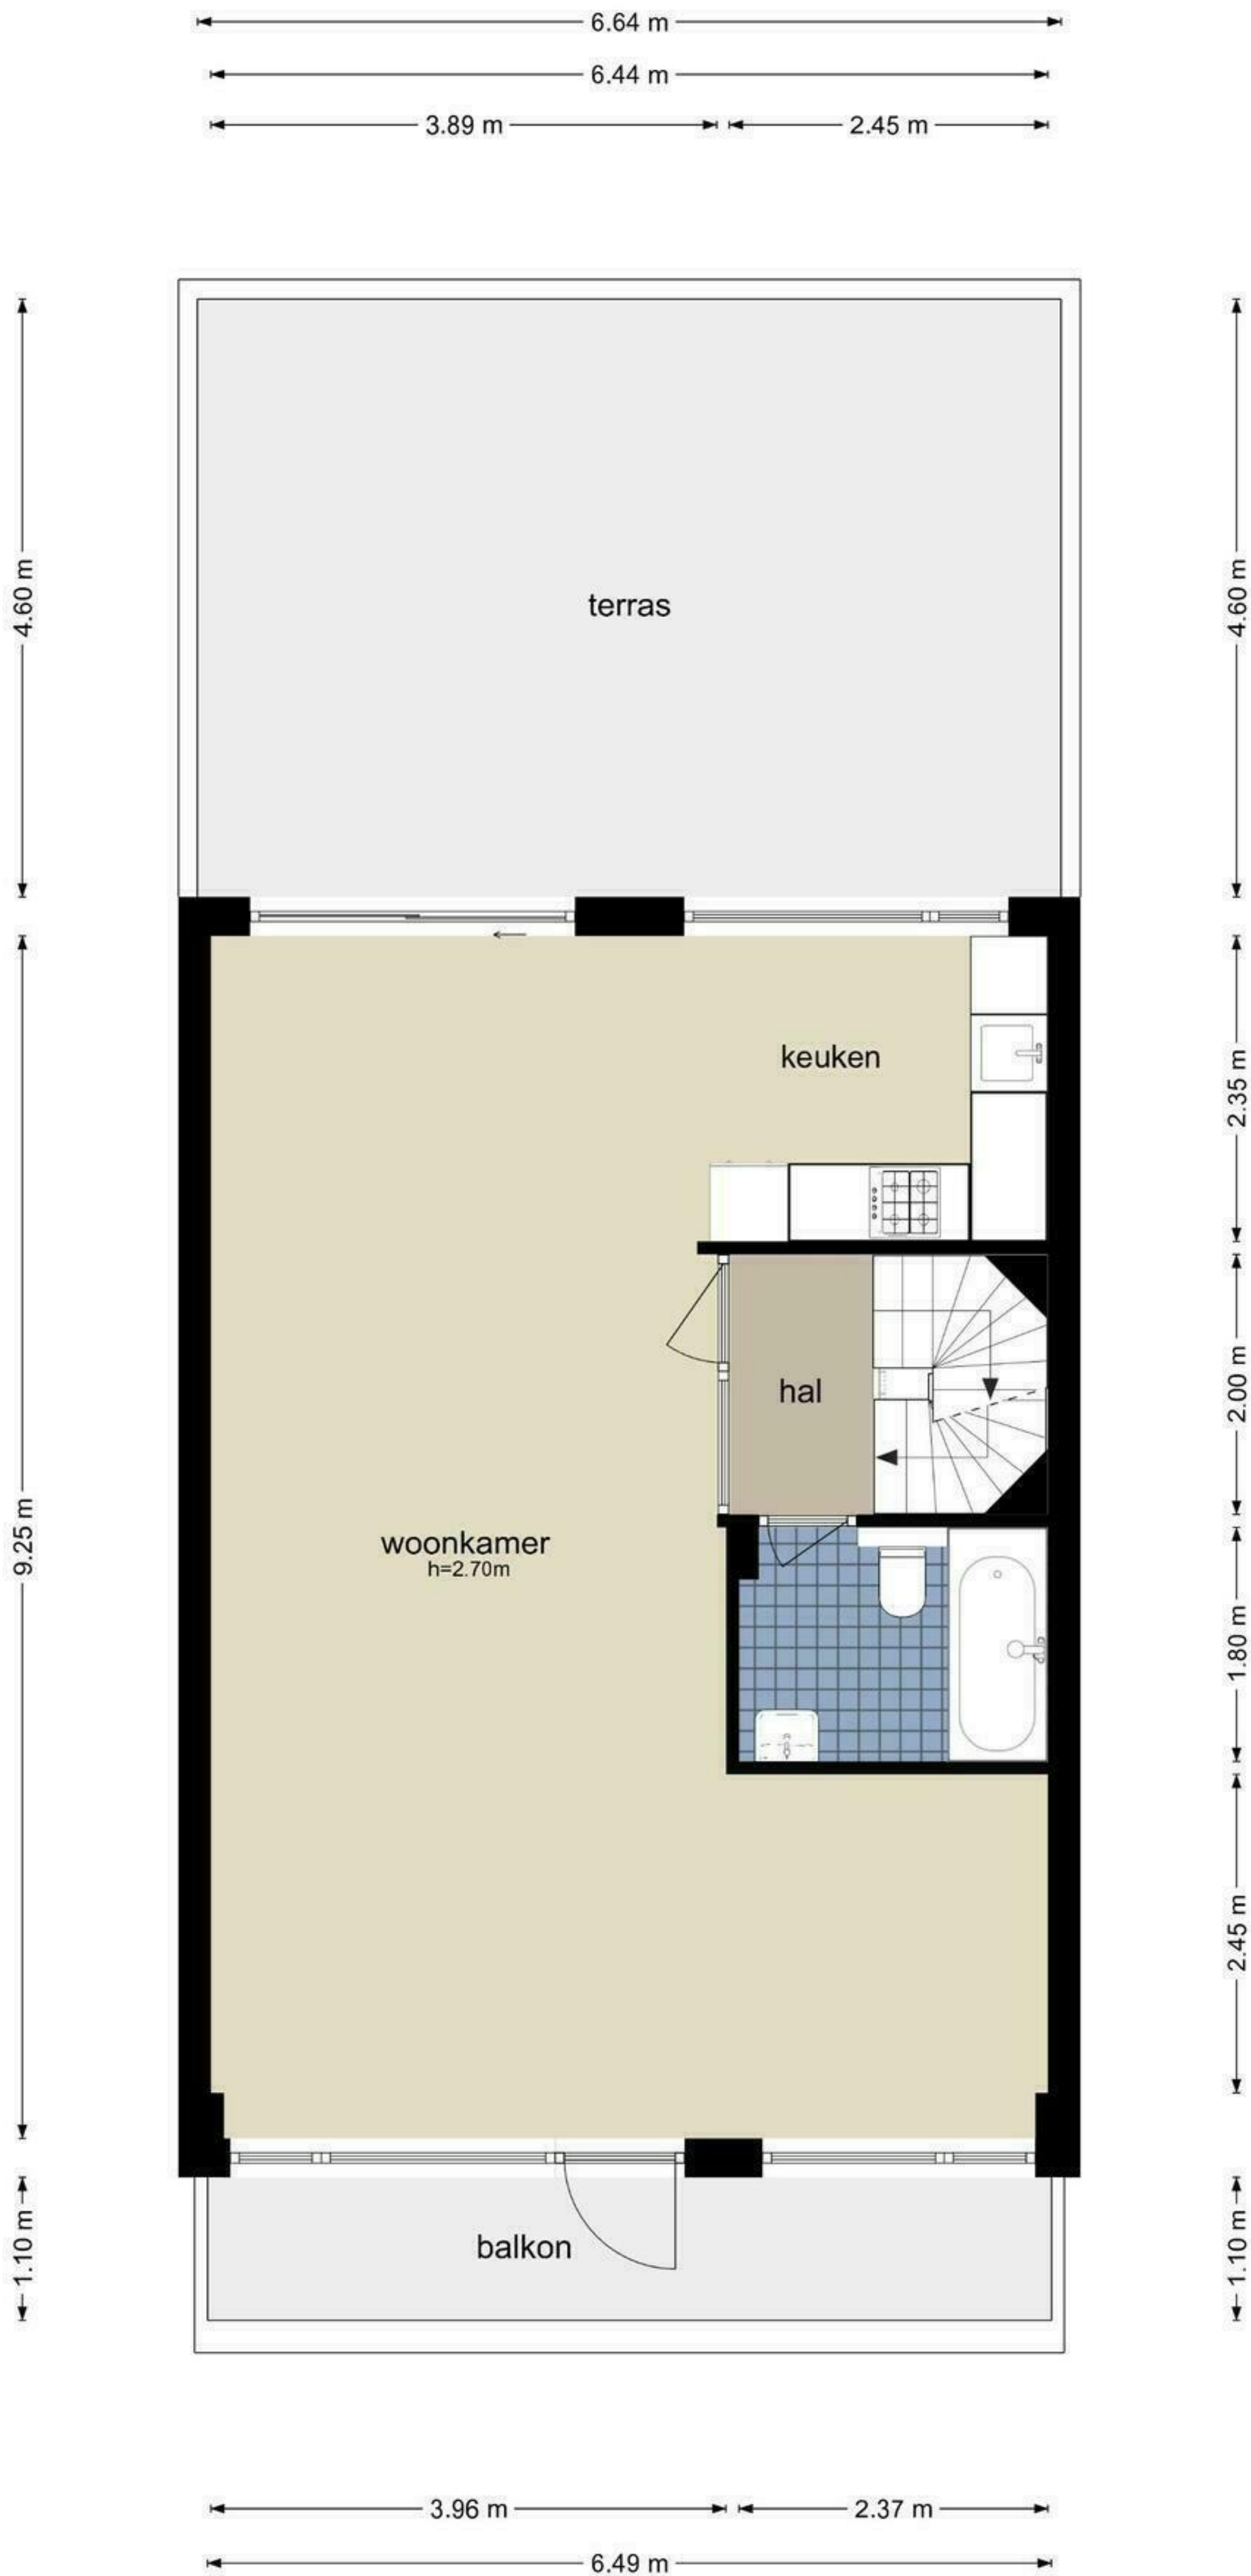 6.64 m
6.44 m
3.89 m
2.45 m
4.60 m
4.60 m
terras
keuken
2.35 m
hal
2.00 m
9.25 m
woonkamer
h=2.70m
1.80 m
2.45 m
1.10 m
balkon
1.10 m
3.96 m
2.37 m
6.49 m